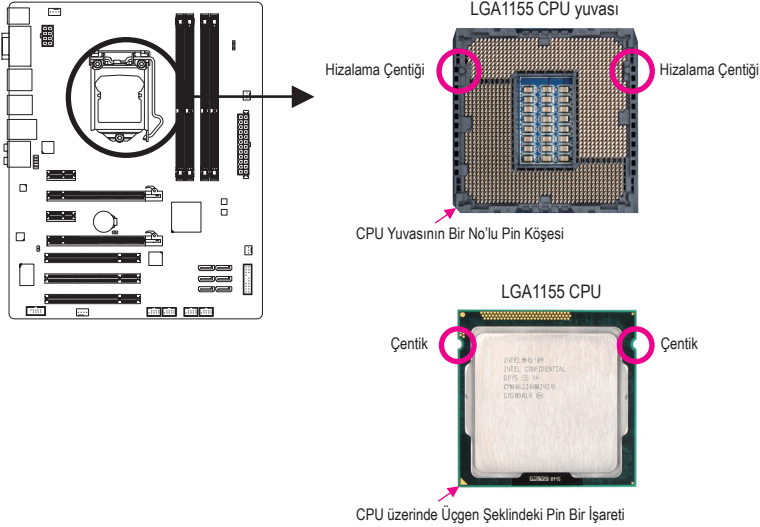 LGA1155 CPU yuvası
Hizalama Çentiği
Hizalama Çentiği
CPU Yuvasının Bir No'lu Pin Köşesi
LGA1155 CPU
Çentik
Çentik
INTEL CONFIDENTIAL
CPU üzerinde Üçgen Şeklindeki Pin Bir İşareti